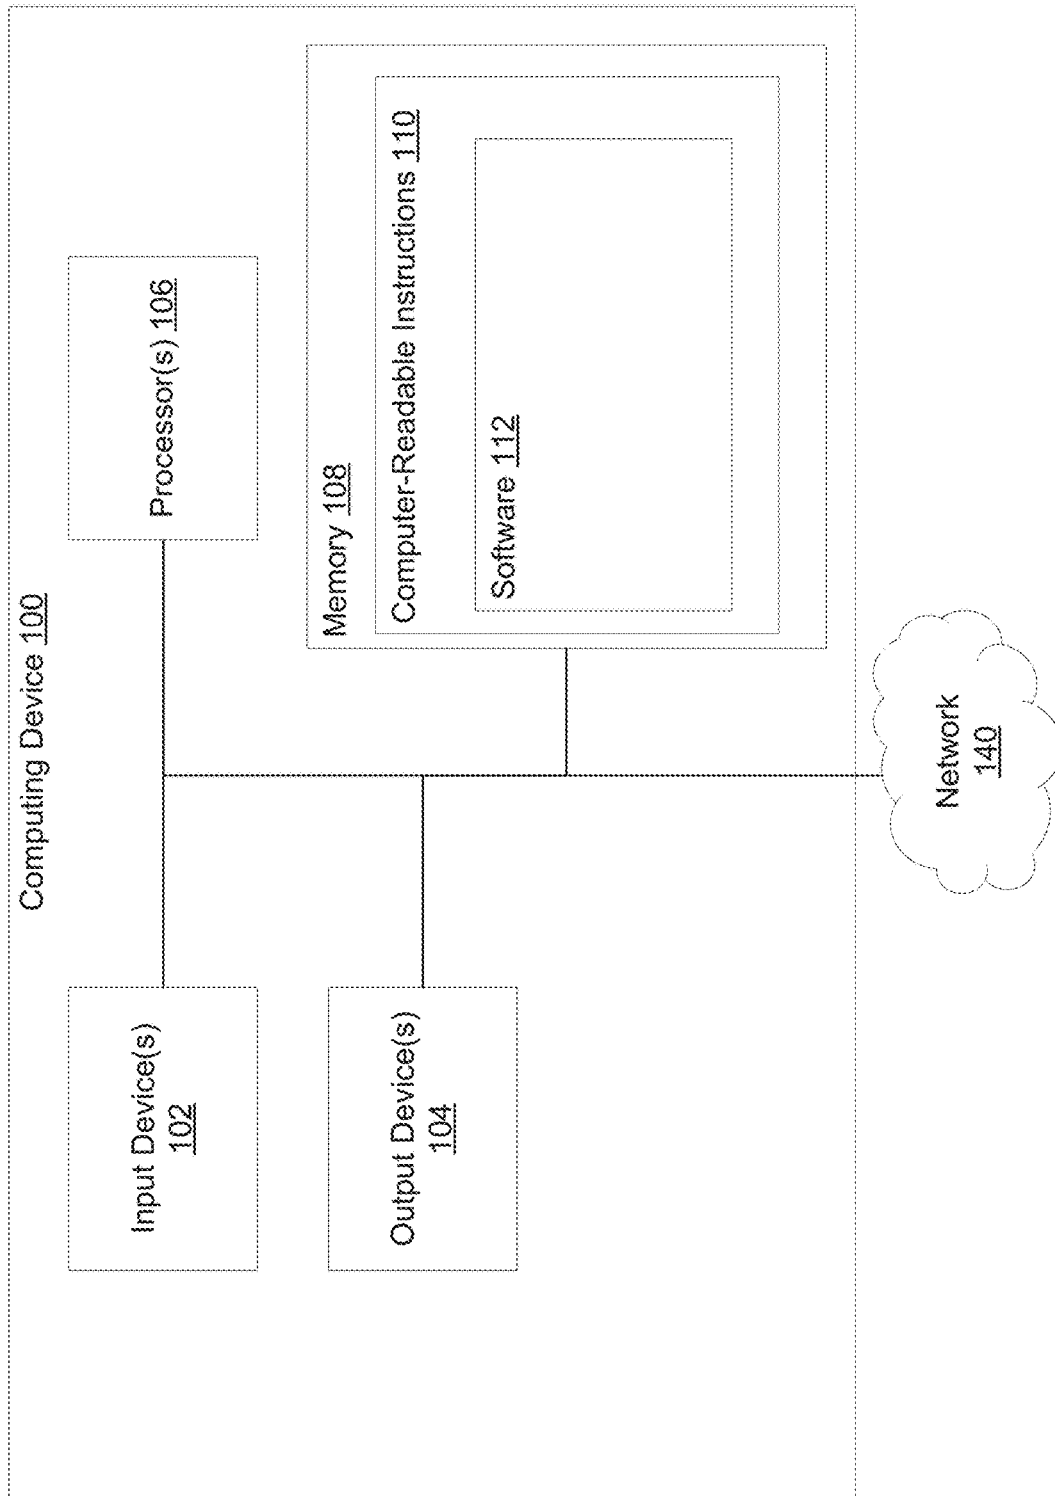 Computing Device 100
Input Device(s)
102
Processor(s) 106
Output Device(s)
104
Memory 108
Computer-Readable Instructions 110
Software 112
Network
140